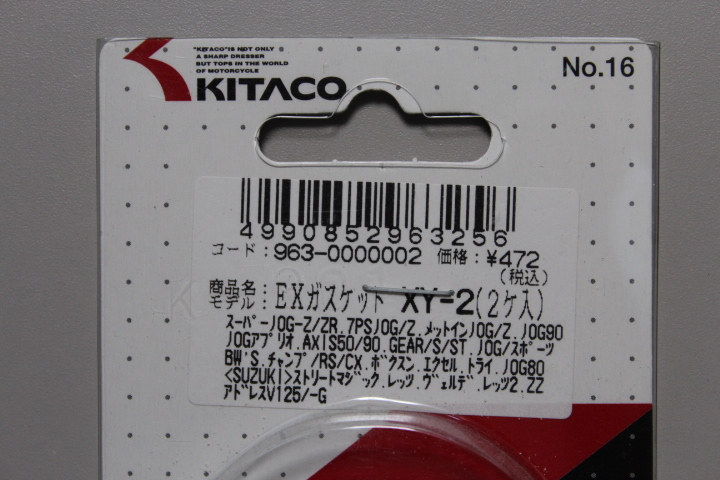 "KITACO" IS NOT ONLY
A SHARP DRESSER
BUT TOPS IN THE WORLD
OF MOTORCYCLE
KITACO
No.16
4990852963256
コード: 963-0000002 価格: ¥472
(税込)
商品名: EXガスケット XY-2(2ケ入)
モデル:
スーパーJOG-Z/ZR.7PSJOG/Z.メットインJOG/Z.JOG90
JOGアプリオ.AXIS50/90.GEAR/S/ST.JOG/スポーツ
BW'S.チャンプ/RS/CX.ボクスン.エクセル.トライ.JOG80
<SUZUKI>ストリートマジック.レッツ.ヴェルデ.レッツ2.ZZ
アドレスV125/-G